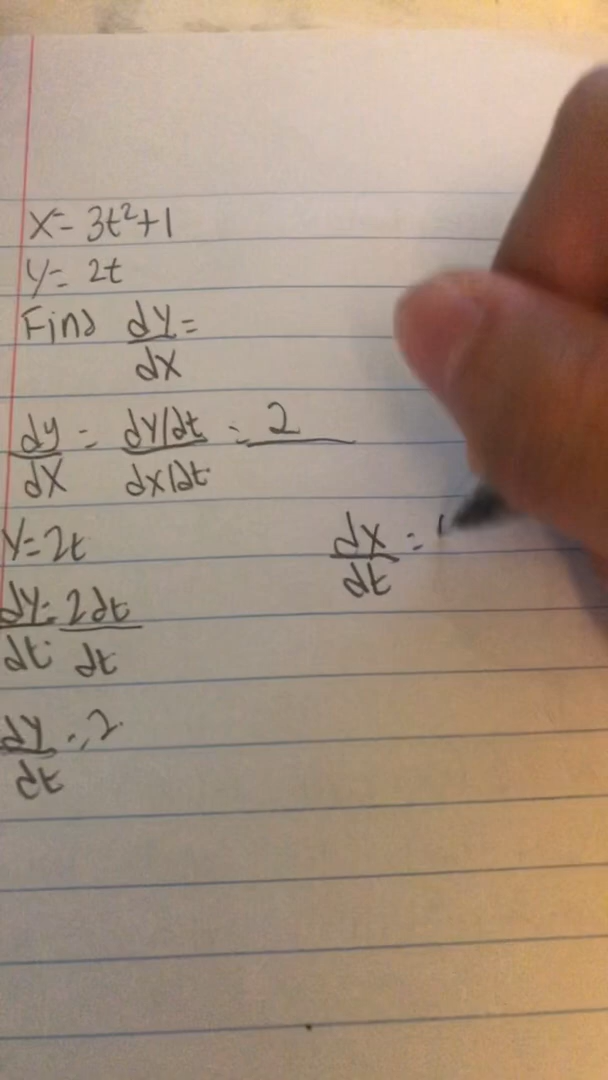 x = 3t²+1
y = 2t
Find dy/dx =
dy/dx = dy/dt / dx/dt = 2/
y = 2t
dx/dt =
dy/dt = 2dt/dt
dy/dt = 2